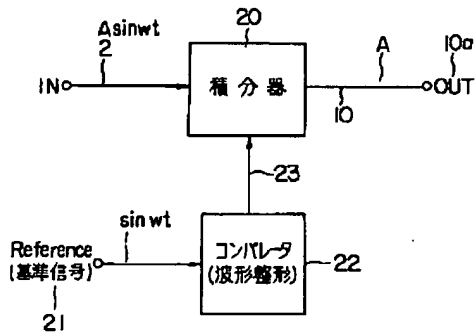 20
Asinwt
2
A
10a
IN
積分器
OUT
10
23
sinwt
Reference
(基準信号)
21
コンパレータ
(波形整形)
22